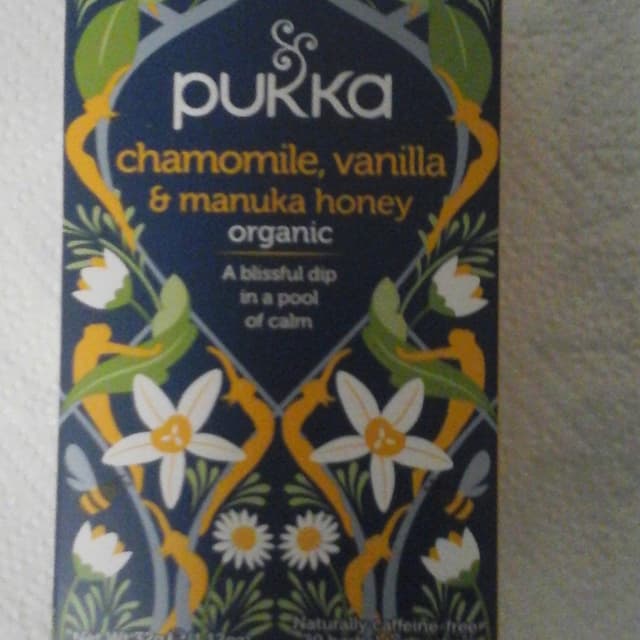 pukka
chamomile, vanilla
& manuka honey
organic
A blissful dip
in a pool
of calm
Naturally caffeine-free